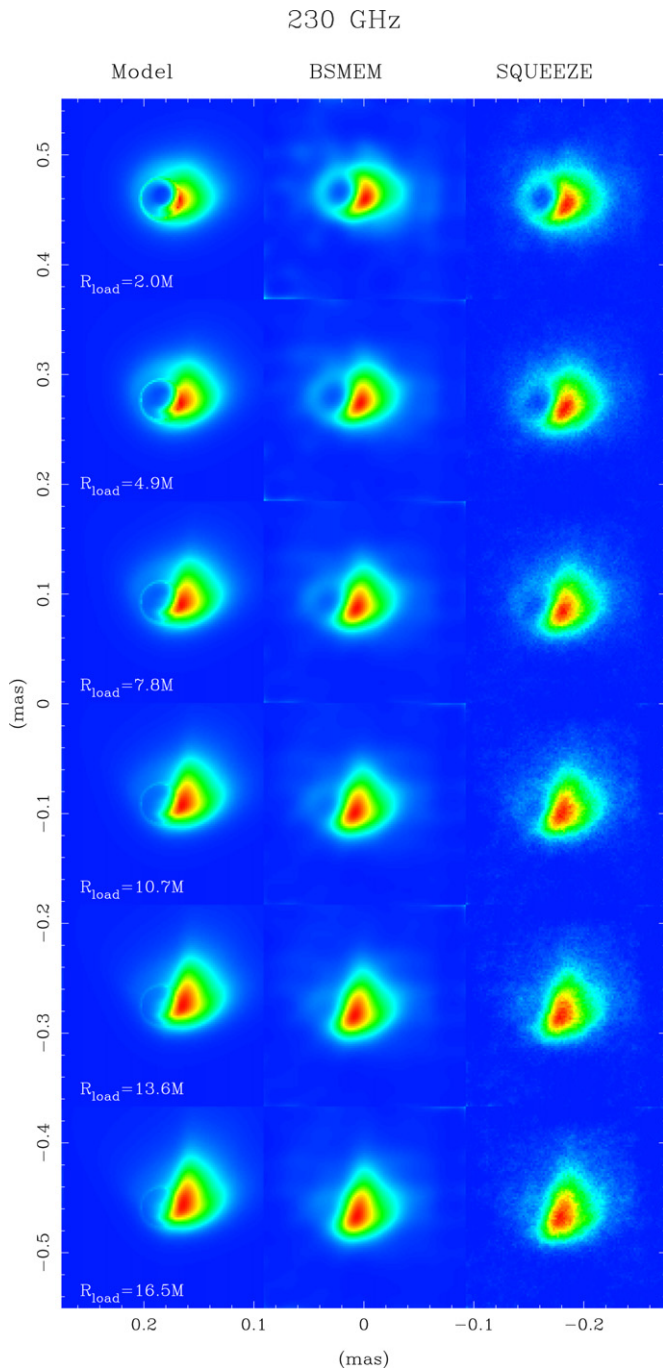 230 GHz
Model BSMEM SQUEEZE
0.5
0.4
R_load=2.0M
0.3
0.2
R_load=4.9M
0.1
0
R_load=7.8M
(mas)
−0.1
−0.2
R_load=10.7M
−0.3
−0.4
R_load=13.6M
−0.5
R_load=16.5M
0.2 0.1 0 −0.1 −0.2
(mas)